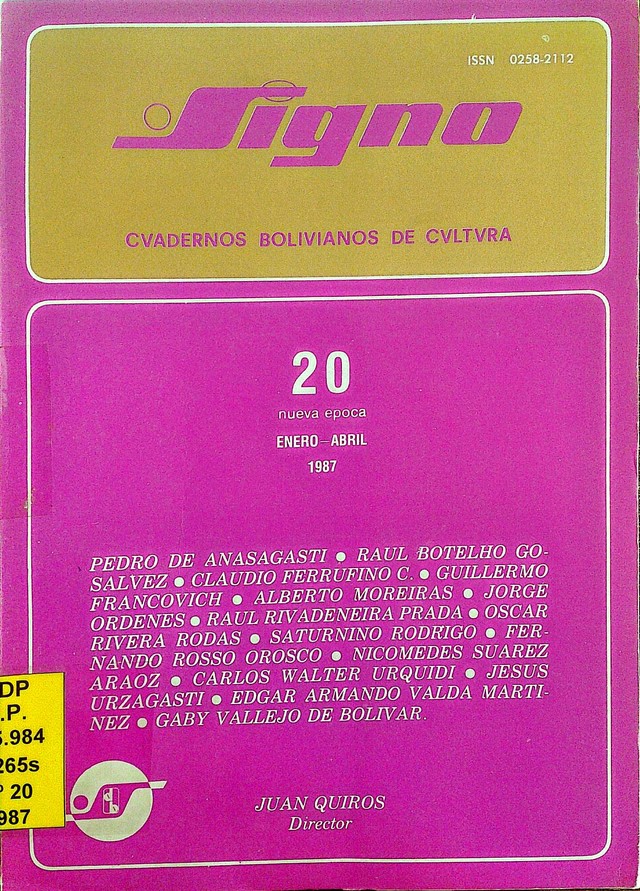 ISSN 0258-2112
Signo
CVADERNOS BOLIVIANOS DE CVLTVRA
20
nueva epoca
ENERO-ABRIL
1987
PEDRO DE ANASAGASTI ● RAUL BOTELHO GO-
SALVEZ ● CLAUDIO FERRUFINO C. ● GUILLERMO
FRANCOVICH ● ALBERTO MOREIRAS ● JORGE
ORDENES ● RAUL RIVADENEIRA PRADA ● OSCAR
RIVERA RODAS ● SATURNINO RODRIGO ● FER-
NANDO ROSSO OROSCO ● NICOMEDES SUAREZ
ARAOZ ● CARLOS WALTER URQUIDI ● JESUS
URZAGASTI ● EDGAR ARMANDO VALDA MARTI-
NEZ ● GABY VALLEJO DE BOLIVAR.
DP
.P.
5.984
265s
° 20
987
JUAN QUIROS
Director